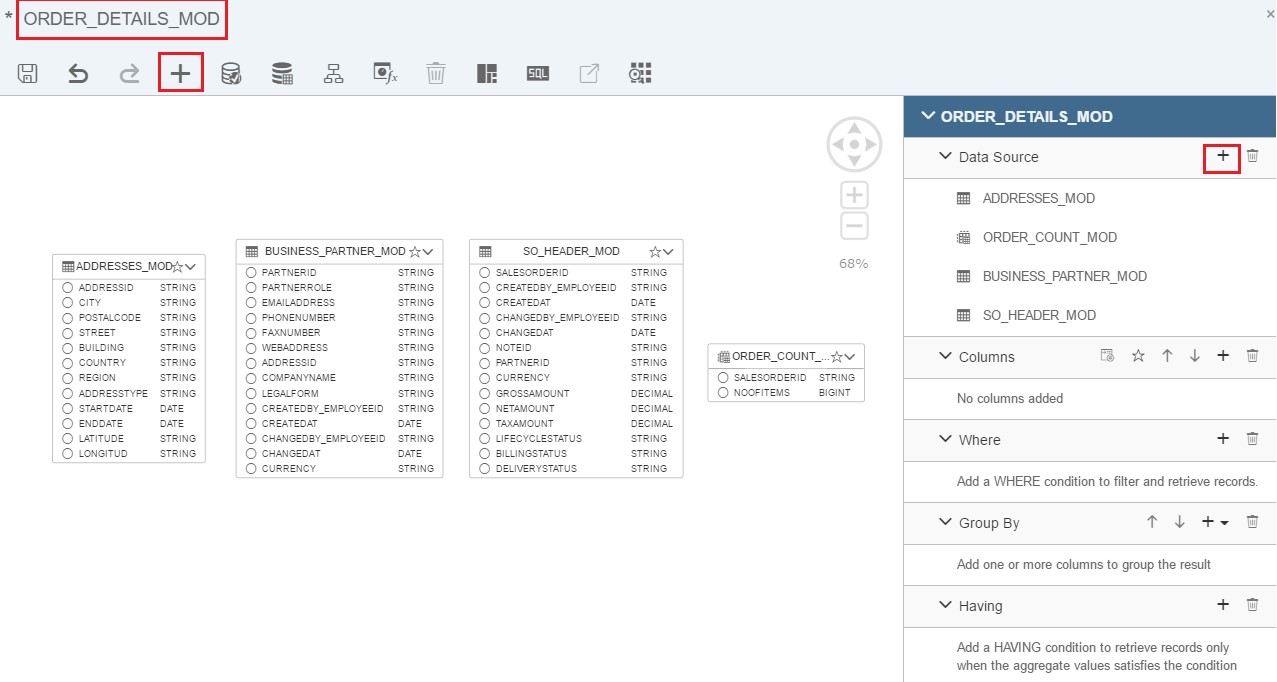 * ORDER_DETAILS_MOD
SQL
ORDER_DETAILS_MOD
Data Source
ADDRESSES_MOD
ORDER_COUNT_MOD
BUSINESS_PARTNER_MOD
SO_HEADER_MOD
Columns
No columns added
Where
Add a WHERE condition to filter and retrieve records.
Group By
Add one or more columns to group the result
Having
Add a HAVING condition to retrieve records only
when the aggregate values satisfies the condition
68%
ADDRESSES_MOD
ADDRESSID STRING
CITY STRING
POSTALCODE STRING
STREET STRING
BUILDING STRING
COUNTRY STRING
REGION STRING
ADDRESSTYPE STRING
STARTDATE DATE
ENDDATE DATE
LATITUDE STRING
LONGITUD STRING
BUSINESS_PARTNER_MOD
PARTNERID STRING
PARTNERROLE STRING
EMAILADDRESS STRING
PHONENUMBER STRING
FAXNUMBER STRING
WEBADDRESS STRING
ADDRESSID STRING
COMPANYNAME STRING
LEGALFORM STRING
CREATEDBY_EMPLOYEEID STRING
CREATEDAT DATE
CHANGEDBY_EMPLOYEEID STRING
CHANGEDAT DATE
CURRENCY STRING
SO_HEADER_MOD
SALESORDERID STRING
CREATEDBY_EMPLOYEEID STRING
CREATEDAT DATE
CHANGEDBY_EMPLOYEEID STRING
CHANGEDAT DATE
NOTEID STRING
PARTNERID STRING
CURRENCY STRING
GROSSAMOUNT DECIMAL
NETAMOUNT DECIMAL
TAXAMOUNT DECIMAL
LIFECYCLESTATUS STRING
BILLINGSTATUS STRING
DELIVERYSTATUS STRING
ORDER_COUNT_...
SALESORDERID STRING
NOOFITEMS BIGINT